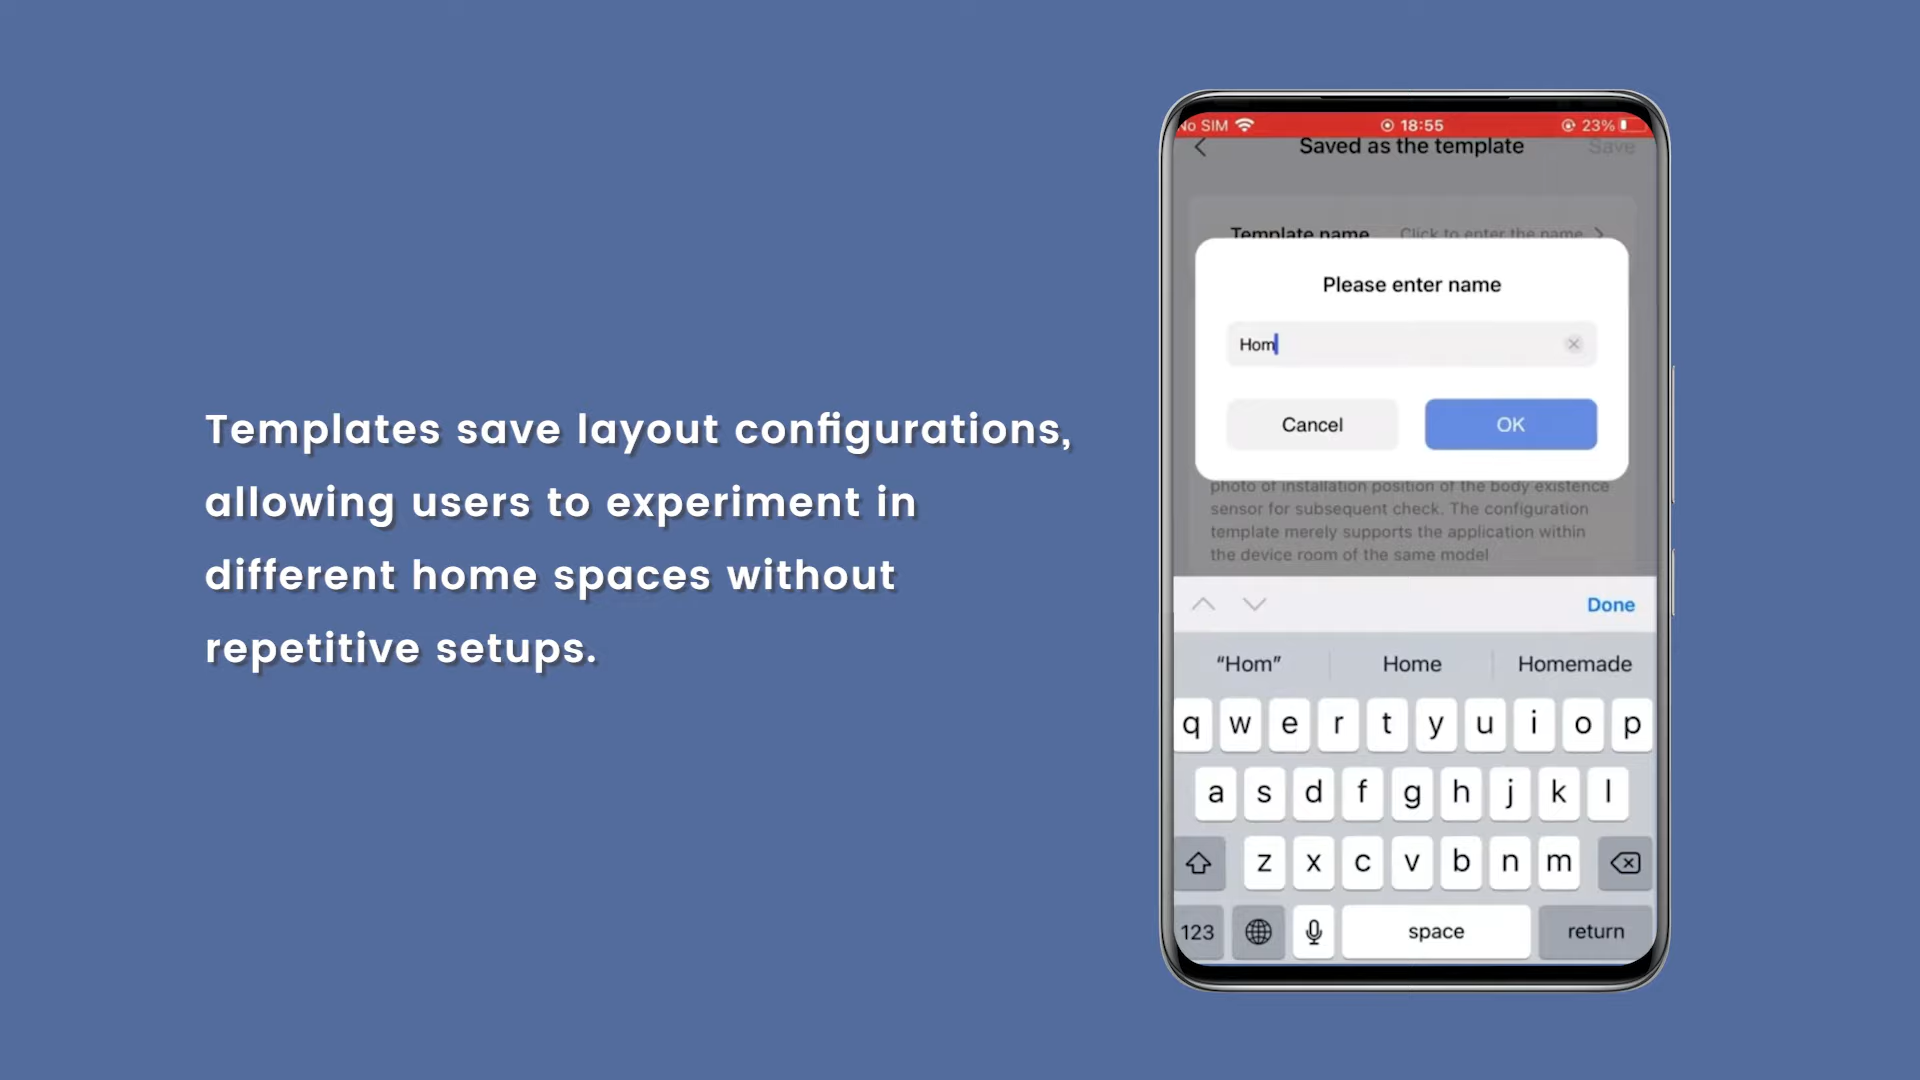 Templates save layout configurations,
allowing users to experiment in
different home spaces without
repetitive setups.
No SIM 18:55 23%
Saved as the template Save
Template name Click to enter the name
Please enter name
Hom
Cancel OK
photo of installation position of the body existence
sensor for subsequent check. The configuration
template merely supports the application within
the device room of the same model
Done
“Hom” Home Homemade
q w e r t y u i o p
a s d f g h j k l
z x c v b n m
123 space return